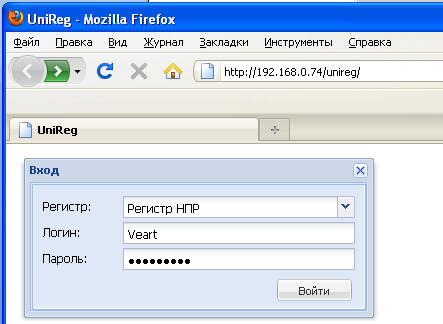 UniReg - Mozilla Firefox
Файл Правка Вид Журнал Закладки Инструменты Справка
http://192.168.0.74/unireg/
UniReg
Вход
Регистр: Регистр НПР
Логин: Veart
Пароль: ●●●●●●●●●
Войти